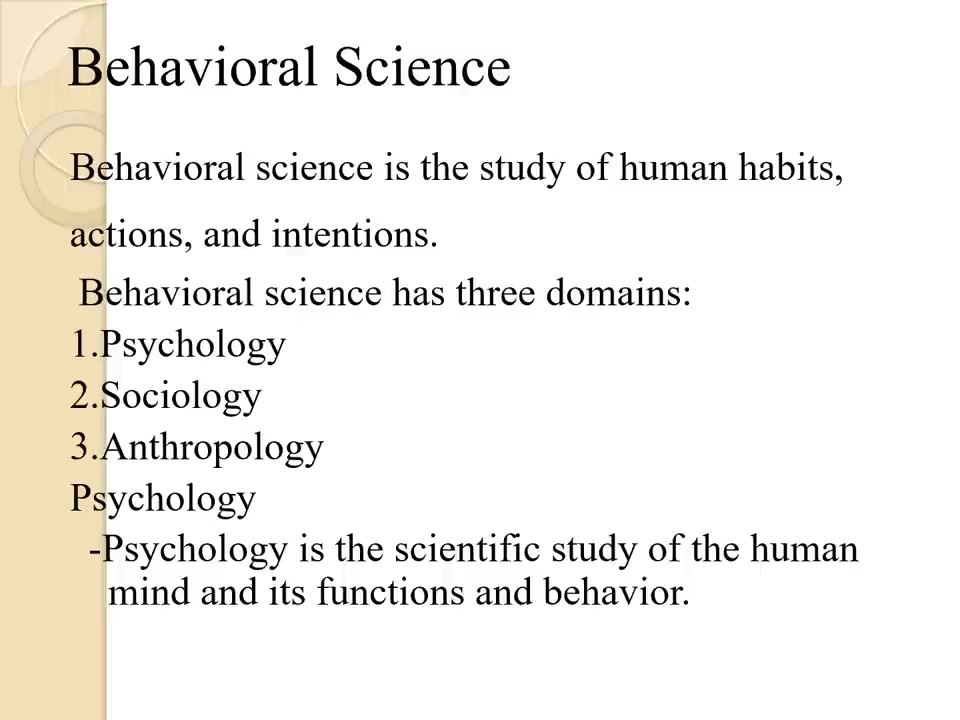 Behavioral Science
Behavioral science is the study of human habits,
actions, and intentions.
Behavioral science has three domains:
1.Psychology
2.Sociology
3.Anthropology
Psychology
-Psychology is the scientific study of the human
mind and its functions and behavior.